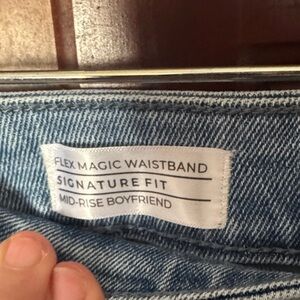 FLEX MAGIC WAISTBAND
SIGNATURE FIT
MID-RISE BOYFRIEND